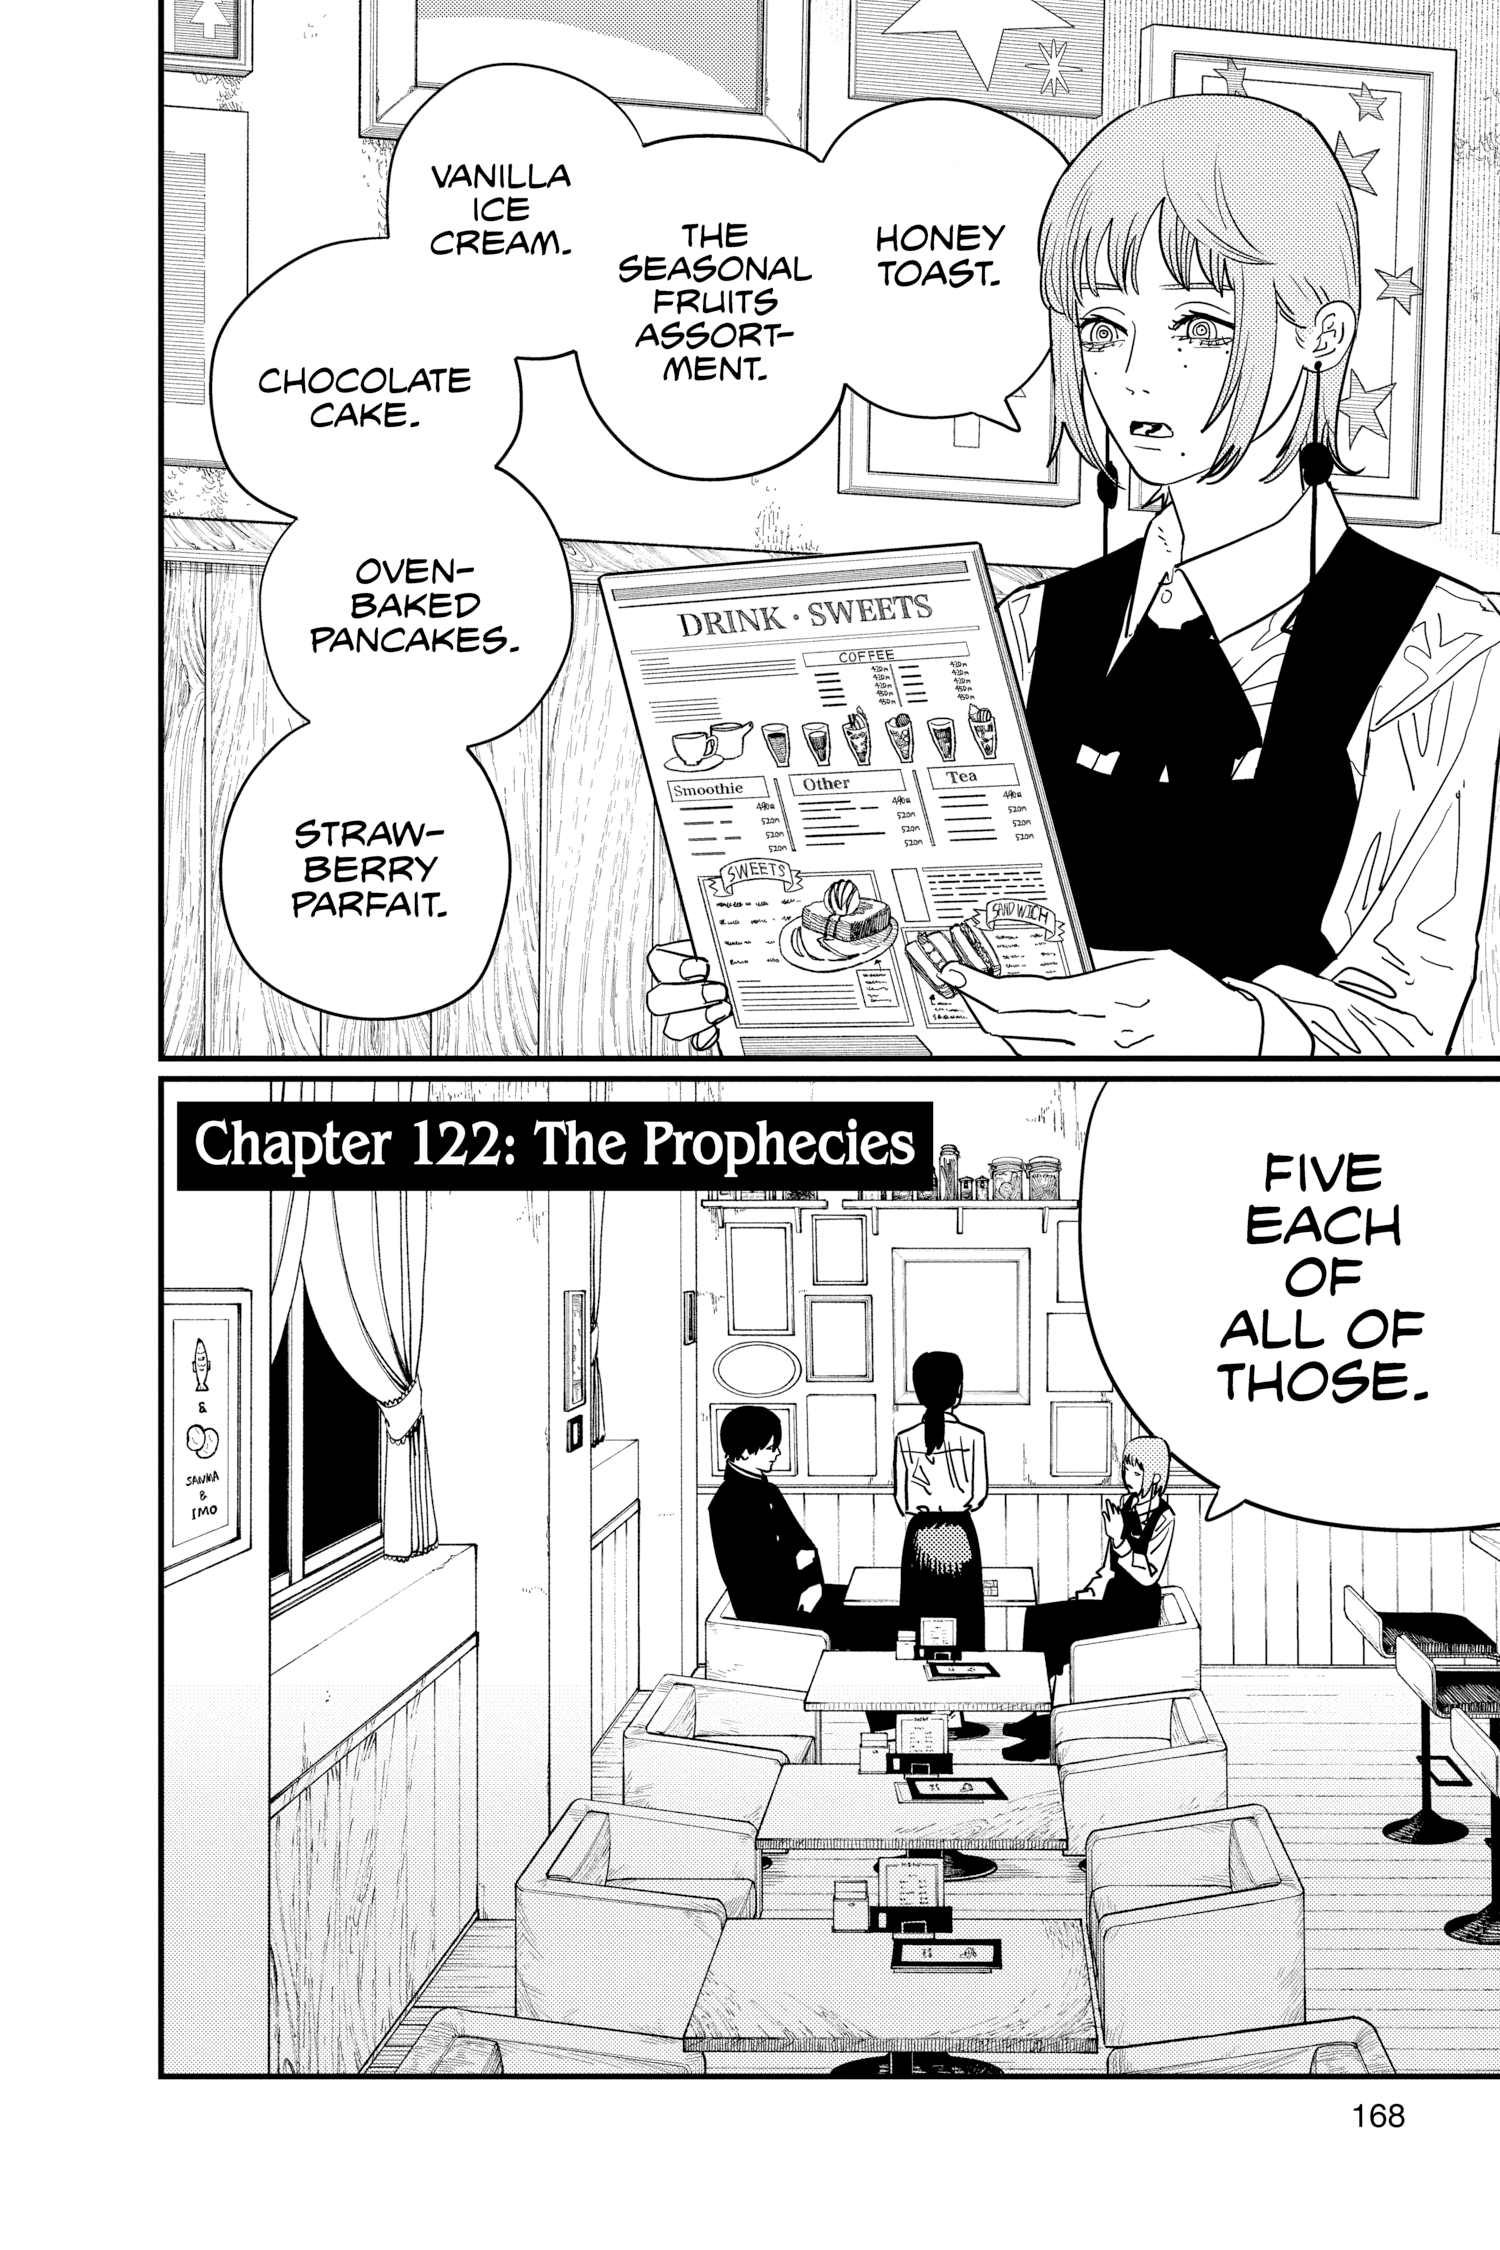 HONEY
TOAST.
THE
SEASONAL
FRUITS
ASSORT-
MENT.
VANILLA
ICE
CREAM.
CHOCOLATE
CAKE.
OVEN-
BAKED
PANCAKES.
STRAW-
BERRY
PARFAIT.
DRINK · SWEETS
COFFEE
Smoothie
Other
Tea
SWEETS
SANDWICH
Chapter 122: The Prophecies
FIVE
EACH
OF
ALL OF
THOSE.
&
SANMA
&
IMO
168